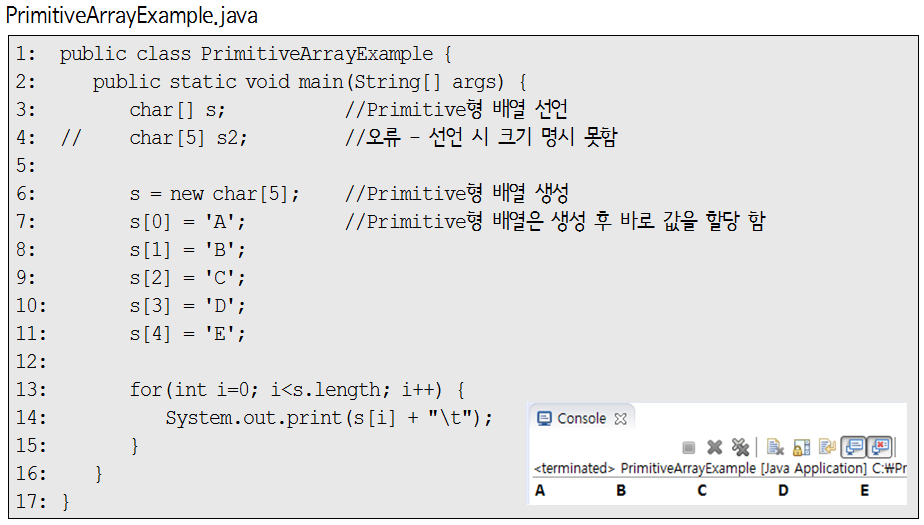 PrimitiveArrayExample.java
1: public class PrimitiveArrayExample {
2: public static void main(String[] args) {
3: char[] s; //Primitive형 배열 선언
4: // char[5] s2; //오류 - 선언 시 크기 명시 못함
5:
6: s = new char[5]; //Primitive형 배열 생성
7: s[0] = 'A'; //Primitive형 배열은 생성 후 바로 값을 할당 함
8: s[1] = 'B';
9: s[2] = 'C';
10: s[3] = 'D';
11: s[4] = 'E';
12:
13: for(int i=0; i<s.length; i++) {
14: System.out.print(s[i] + "\t");
15: }
16: }
17: }
Console
<terminated> PrimitiveArrayExample [Java Application] C:₩Pr
A B C D E